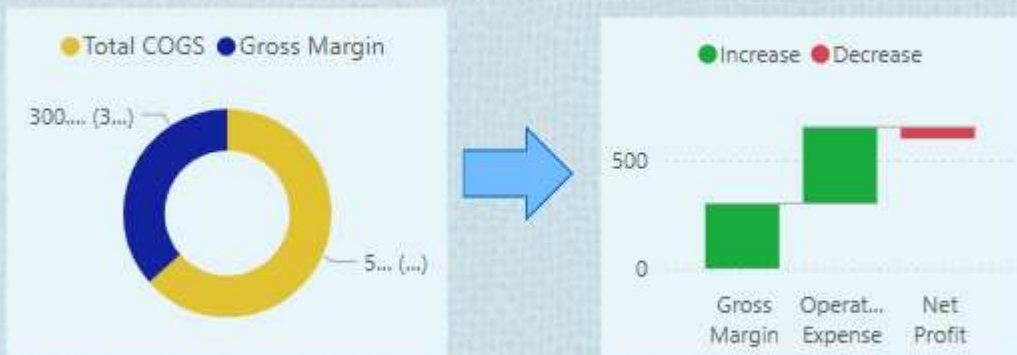 Total COGS Gross Margin
300.... (3...)
5... (...)
Increase Decrease
500
0
Gross Margin
Operat... Expense
Net Profit